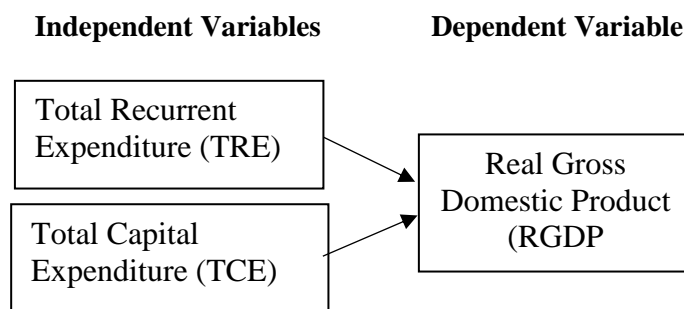 Independent Variables
Dependent Variable
Total Recurrent
Expenditure (TRE)
Total Capital
Expenditure (TCE)
Real Gross
Domestic Product
(RGDP